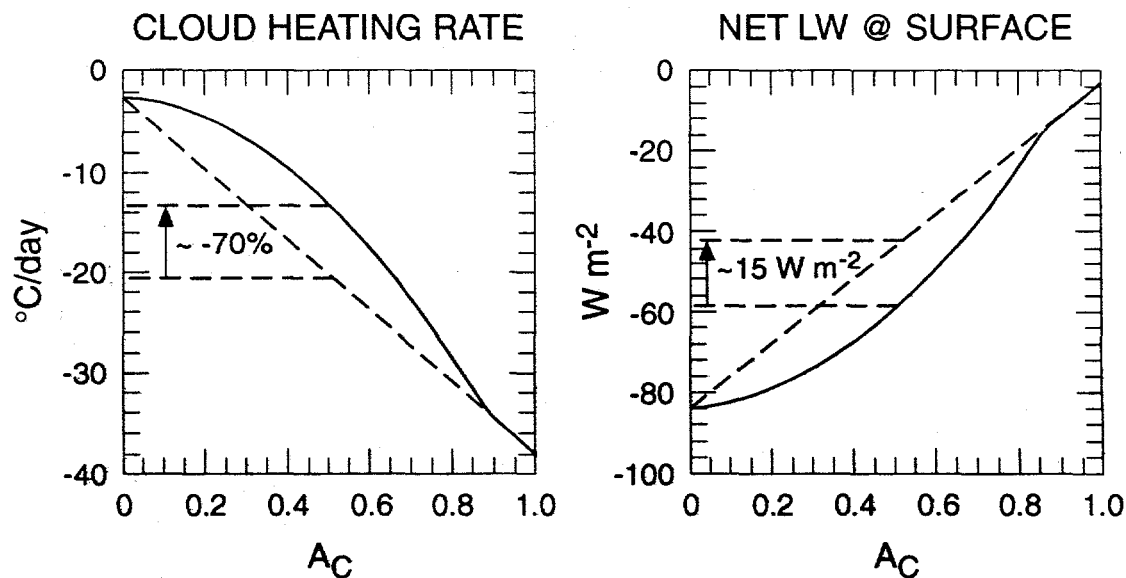 CLOUD HEATING RATE
0
-10
-20
-30
-40
°C/day
~ -70%
0 0.2 0.4 0.6 0.8 1.0
A_C
NET LW @ SURFACE
0
-20
-40
-60
-80
-100
W m⁻²
~15 W m⁻²
0 0.2 0.4 0.6 0.8 1.0
A_C